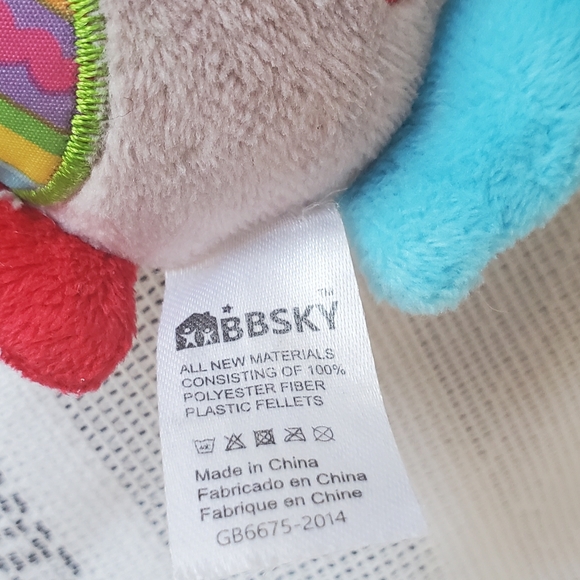 BBSKY™
ALL NEW MATERIALS
CONSISTING OF 100%
POLYESTER FIBER
PLASTIC FELLETS
Made in China
Fabricado en China
Fabrique en Chine
GB6675-2014